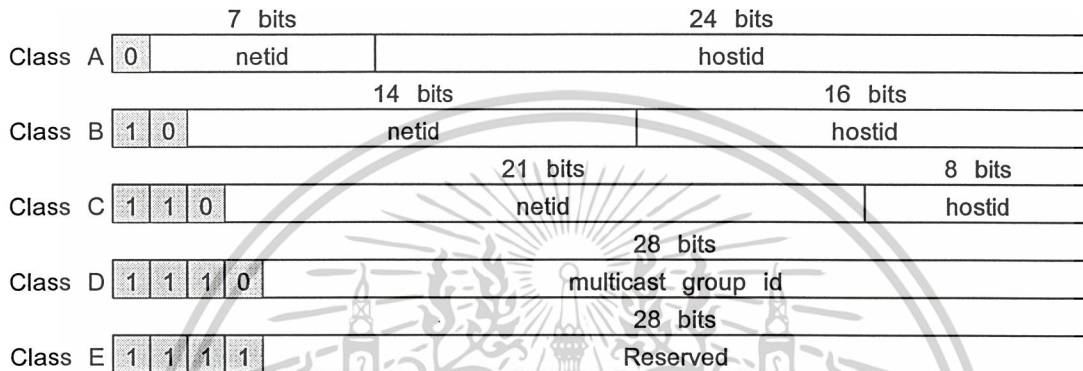 7 bits 24 bits
Class A 0 netid hostid
14 bits 16 bits
Class B 1 0 netid hostid
21 bits 8 bits
Class C 1 1 0 netid hostid
28 bits
Class D 1 1 1 0 multicast group id
28 bits
Class E 1 1 1 1 Reserved